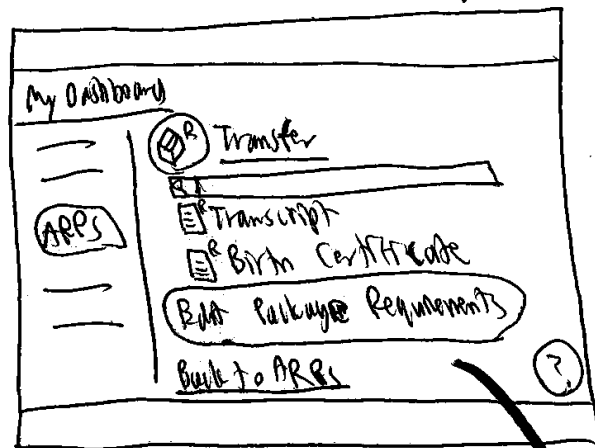 My Dashboard
R Transfer
APPS
R Transcript
R Birth Certificate
Edit Package Requirements
Back to APPs
?